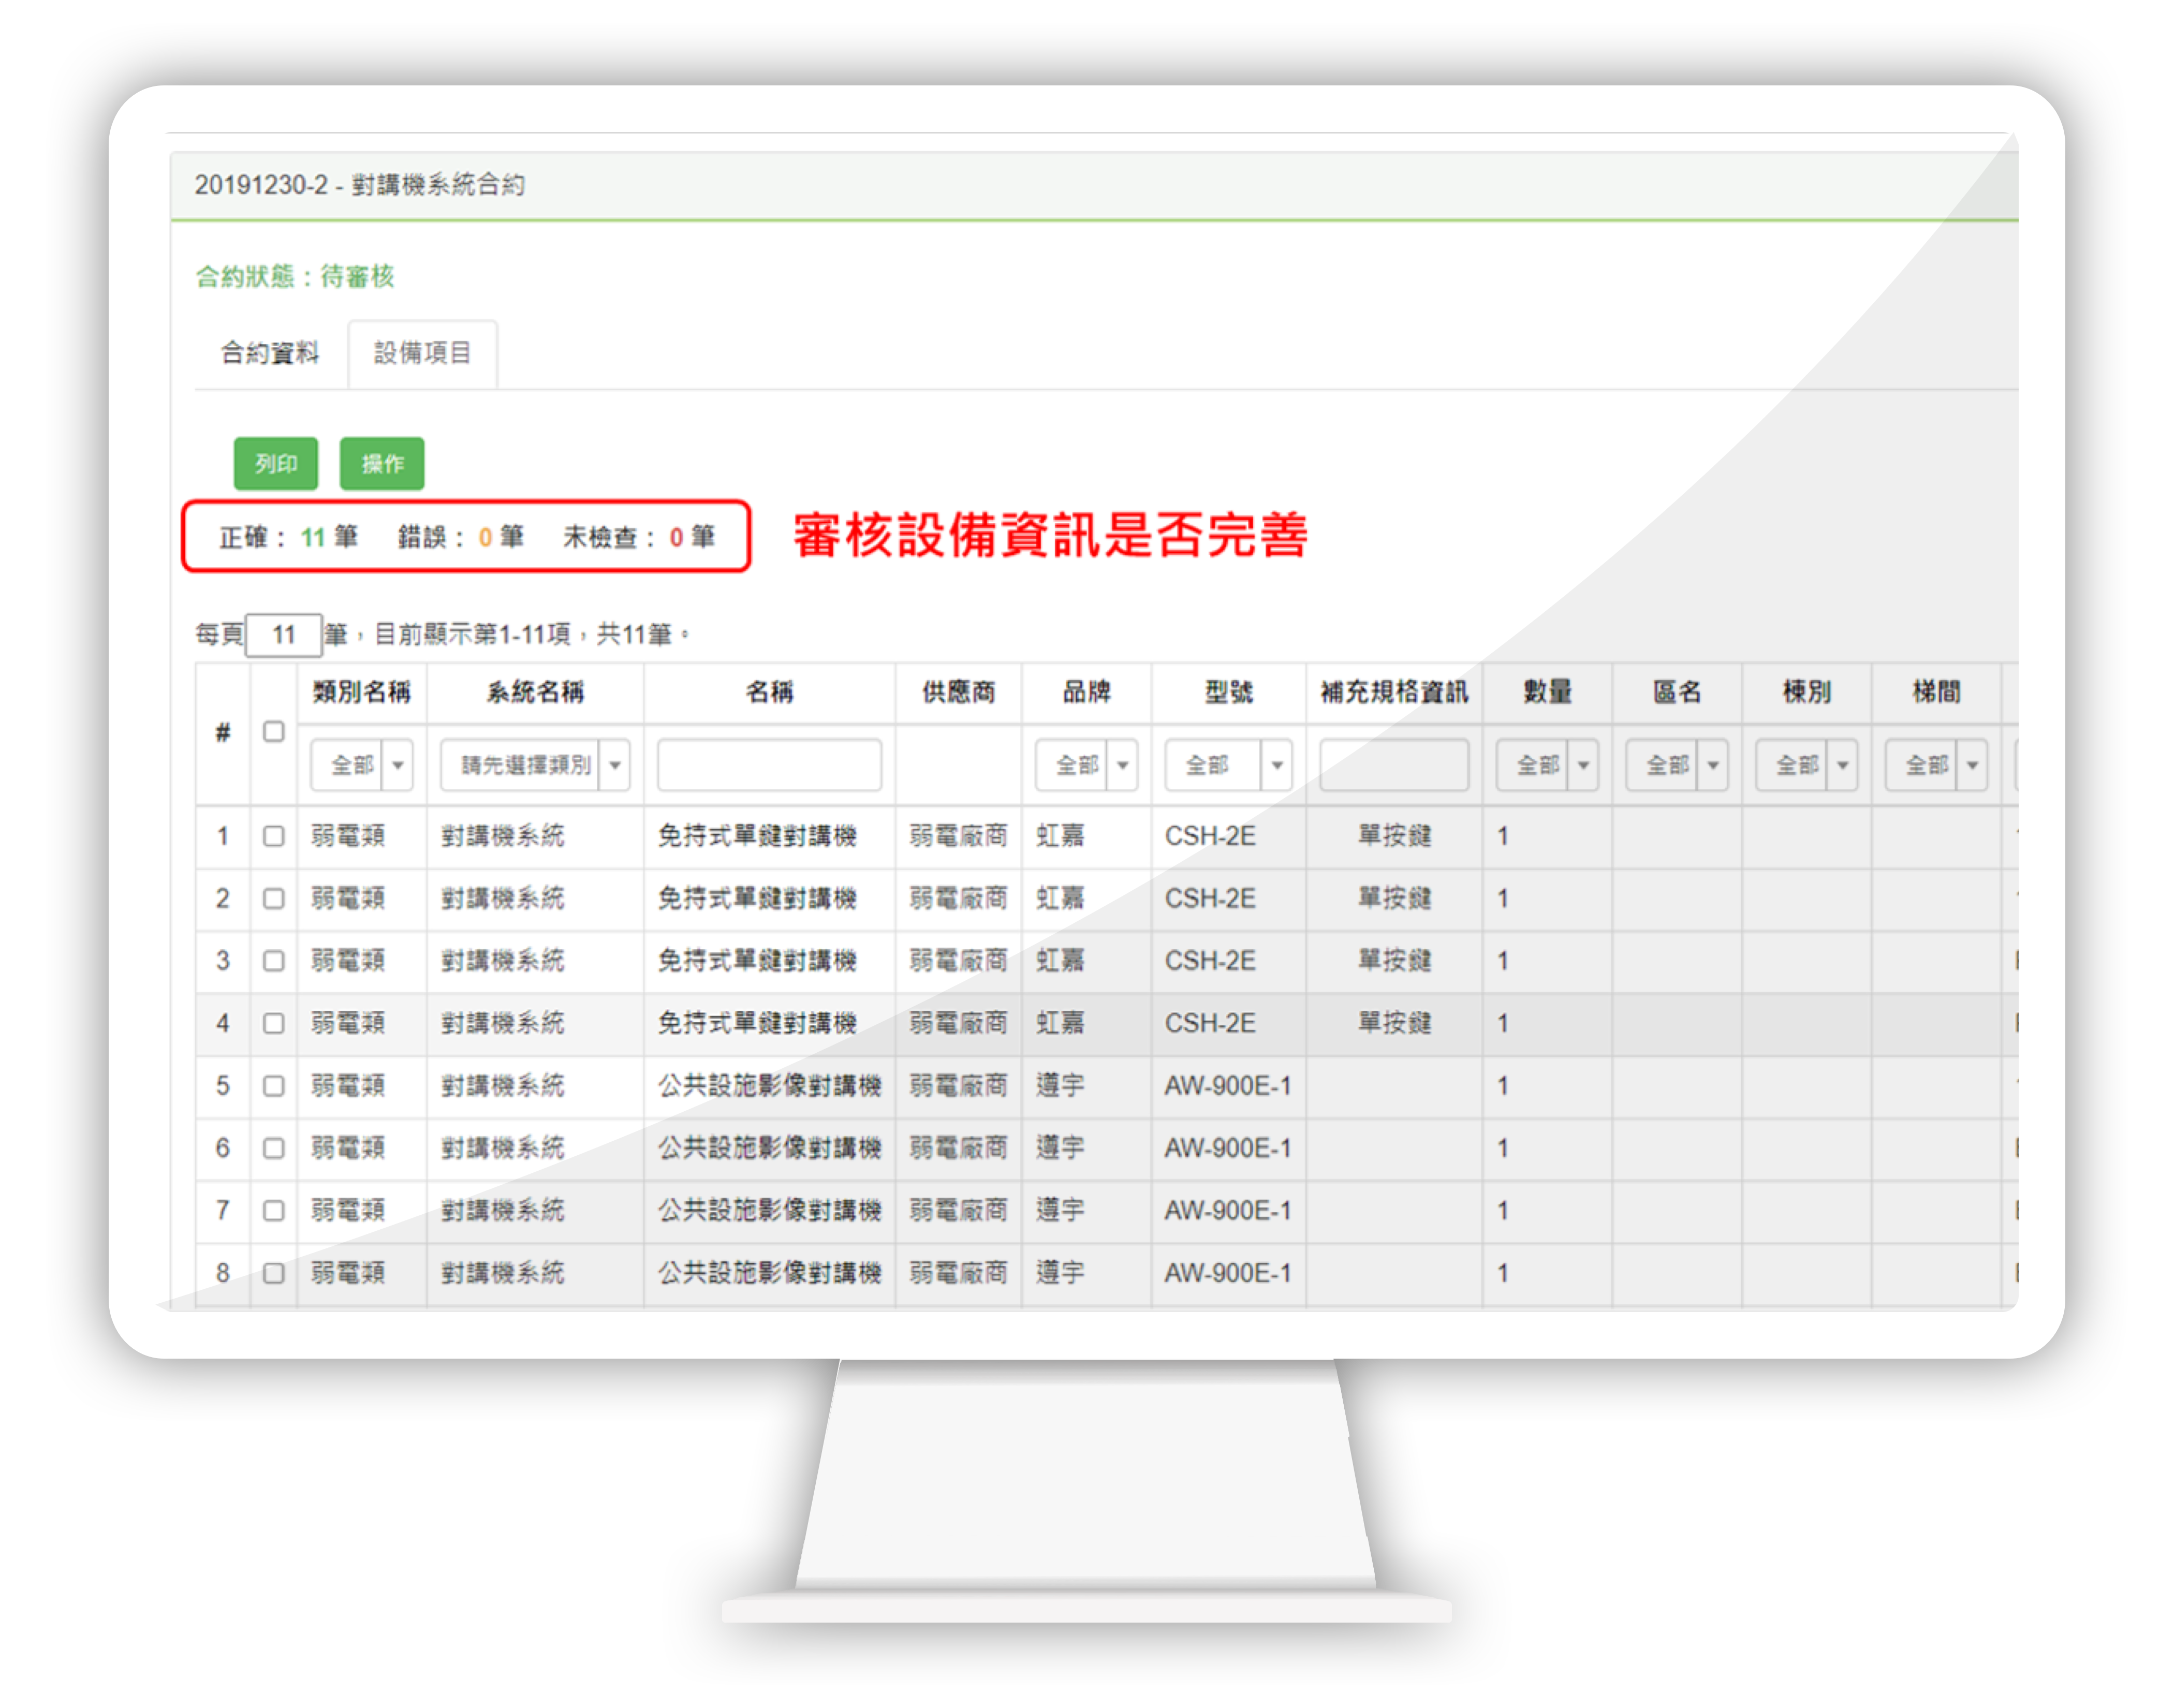 20191230-2 - 對講機系統合約
合約狀態：待審核
合約資料 設備項目
列印 操作
正確： 11 筆 錯誤： 0 筆 未檢查： 0 筆 審核設備資訊是否完善
每頁 11 筆，目前顯示第1-11項，共11筆。
# 類別名稱 系統名稱 名稱 供應商 品牌 型號 補充規格資訊 數量 區名 棟別 梯間
全部 請先選擇類別 全部 全部 全部 全部 全部 全部
1 弱電類 對講機系統 免持式單鍵對講機 弱電廠商 虹嘉 CSH-2E 單按鍵 1
2 弱電類 對講機系統 免持式單鍵對講機 弱電廠商 虹嘉 CSH-2E 單按鍵 1
3 弱電類 對講機系統 免持式單鍵對講機 弱電廠商 虹嘉 CSH-2E 單按鍵 1
4 弱電類 對講機系統 免持式單鍵對講機 弱電廠商 虹嘉 CSH-2E 單按鍵 1
5 弱電類 對講機系統 公共設施影像對講機 弱電廠商 遵宇 AW-900E-1 1
6 弱電類 對講機系統 公共設施影像對講機 弱電廠商 遵宇 AW-900E-1 1
7 弱電類 對講機系統 公共設施影像對講機 弱電廠商 遵宇 AW-900E-1 1
8 弱電類 對講機系統 公共設施影像對講機 弱電廠商 遵宇 AW-900E-1 1